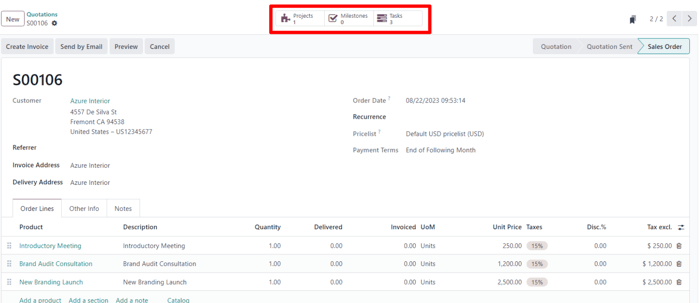 New
Quotations
S00106
Projects
1
Milestones
0
Tasks
3
2 / 2
Create Invoice Send by Email Preview Cancel
Quotation Quotation Sent Sales Order
S00106
Customer Azure Interior
4557 De Silva St
Fremont CA 94538
United States – US12345677
Referrer
Invoice Address Azure Interior
Delivery Address Azure Interior
Order Date ? 08/22/2023 09:53:14
Recurrence
Pricelist ? Default USD pricelist (USD)
Payment Terms End of Following Month
Order Lines Other Info Notes
Product Description Quantity Delivered Invoiced UoM Unit Price Taxes Disc.% Tax excl.
Introductory Meeting Introductory Meeting 1.00 0.00 0.00 Units 250.00 15% 0.00 $ 250.00
Brand Audit Consultation Brand Audit Consultation 1.00 0.00 0.00 Units 1,200.00 15% 0.00 $ 1,200.00
New Branding Launch New Branding Launch 1.00 0.00 0.00 Units 2,500.00 15% 0.00 $ 2,500.00
Add a product Add a section Add a note Catalog